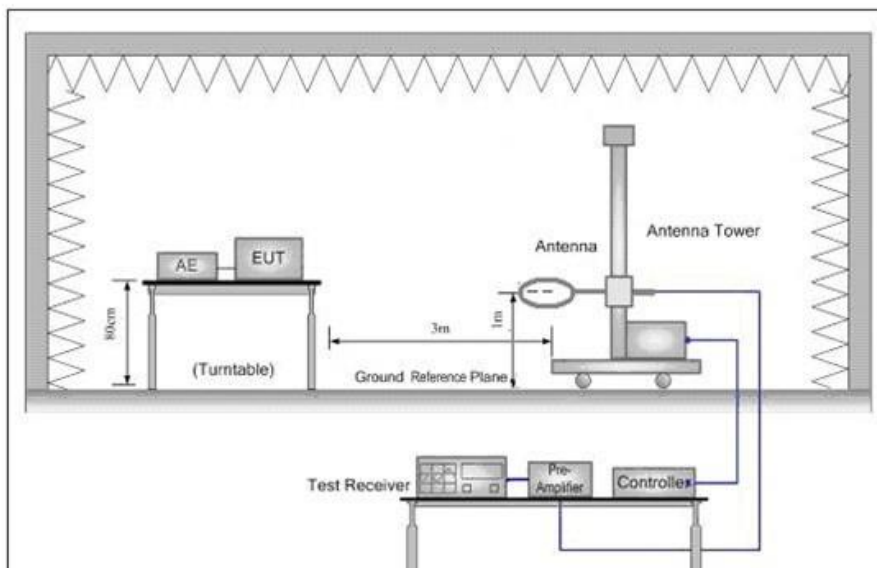 Antenna
Antenna Tower
AE
EUT
80cm
3m
1m
(Turntable)
Ground Reference Plane
Test Receiver
Pre-
Amplifier
Controller